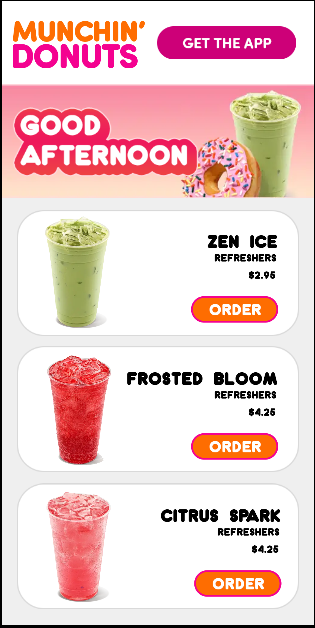 MUNCHIN'
DONUTS
GET THE APP
GOOD
AFTERNOON
ZEN ICE
REFRESHERS
$2.95
ORDER
FROSTED BLOOM
REFRESHERS
$4.25
ORDER
CITRUS SPARK
REFRESHERS
$4.25
ORDER